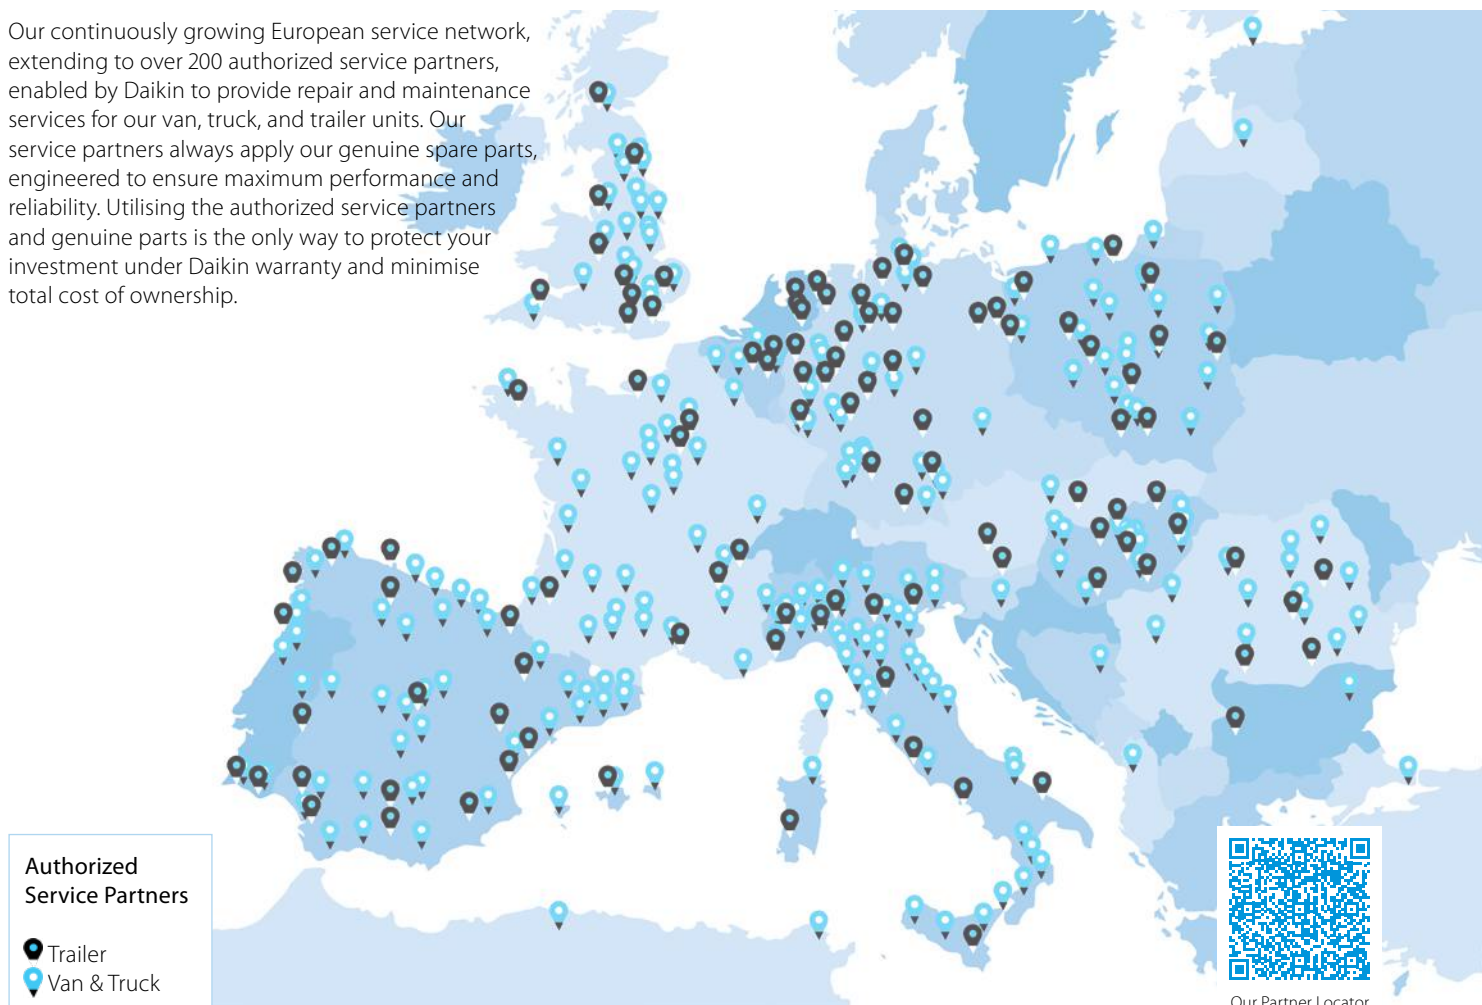 Our continuously growing European service network,
extending to over 200 authorized service partners,
enabled by Daikin to provide repair and maintenance
services for our van, truck, and trailer units. Our
service partners always apply our genuine spare parts,
engineered to ensure maximum performance and
reliability. Utilising the authorized service partners
and genuine parts is the only way to protect your
investment under Daikin warranty and minimise
total cost of ownership.
Authorized
Service Partners
Trailer
Van & Truck
Our Partner Locator